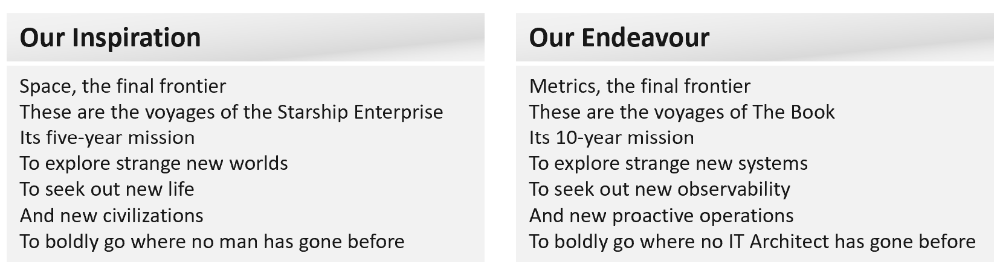 Our Inspiration
Space, the final frontier
These are the voyages of the Starship Enterprise
Its five-year mission
To explore strange new worlds
To seek out new life
And new civilizations
To boldly go where no man has gone before
Our Endeavour
Metrics, the final frontier
These are the voyages of The Book
Its 10-year mission
To explore strange new systems
To seek out new observability
And new proactive operations
To boldly go where no IT Architect has gone before